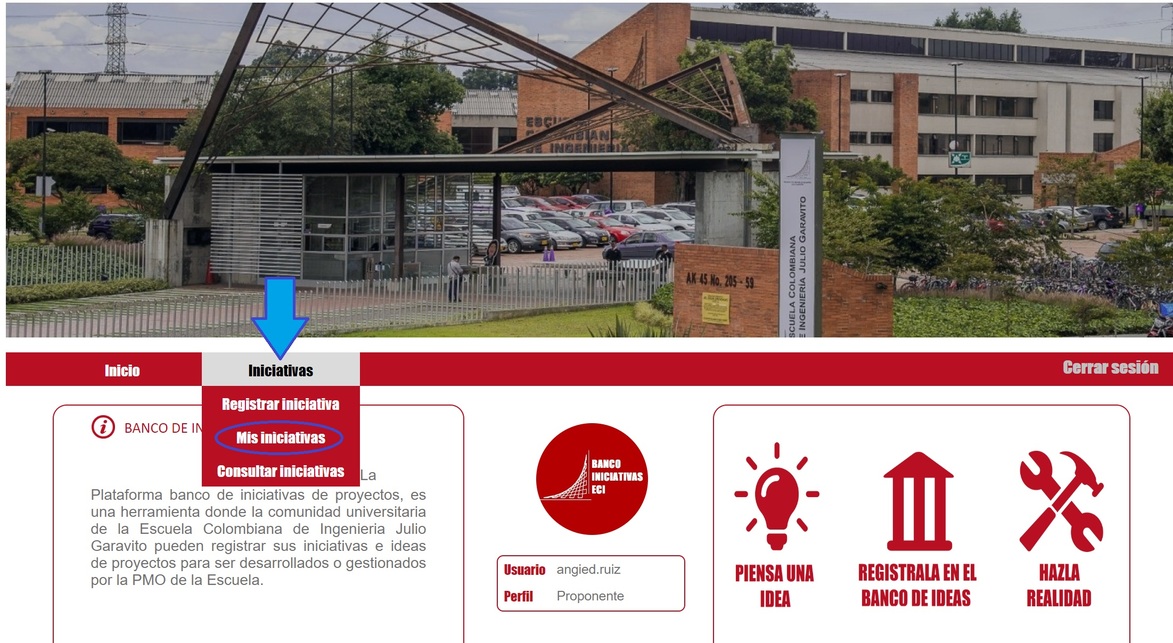 ESCUELA
COLOMBIANA
DE INGENIERIA
AK 45 No. 205 - 59
ESCUELA COLOMBIANA
DE INGENIERIA JULIO GARAVITO
Inicio
Iniciativas
Cerrar sesión
Registrar iniciativa
Mis iniciativas
Consultar iniciativas
BANCO DE IN
La
Plataforma banco de iniciativas de proyectos, es
una herramienta donde la comunidad universitaria
de la Escuela Colombiana de Ingenieria Julio
Garavito pueden registrar sus iniciativas e ideas
de proyectos para ser desarrollados o gestionados
por la PMO de la Escuela.
BANCO
INICIATIVAS
ECI
Usuario angied.ruiz
Perfil Proponente
PIENSA UNA
IDEA
REGISTRALA EN EL
BANCO DE IDEAS
HAZLA
REALIDAD